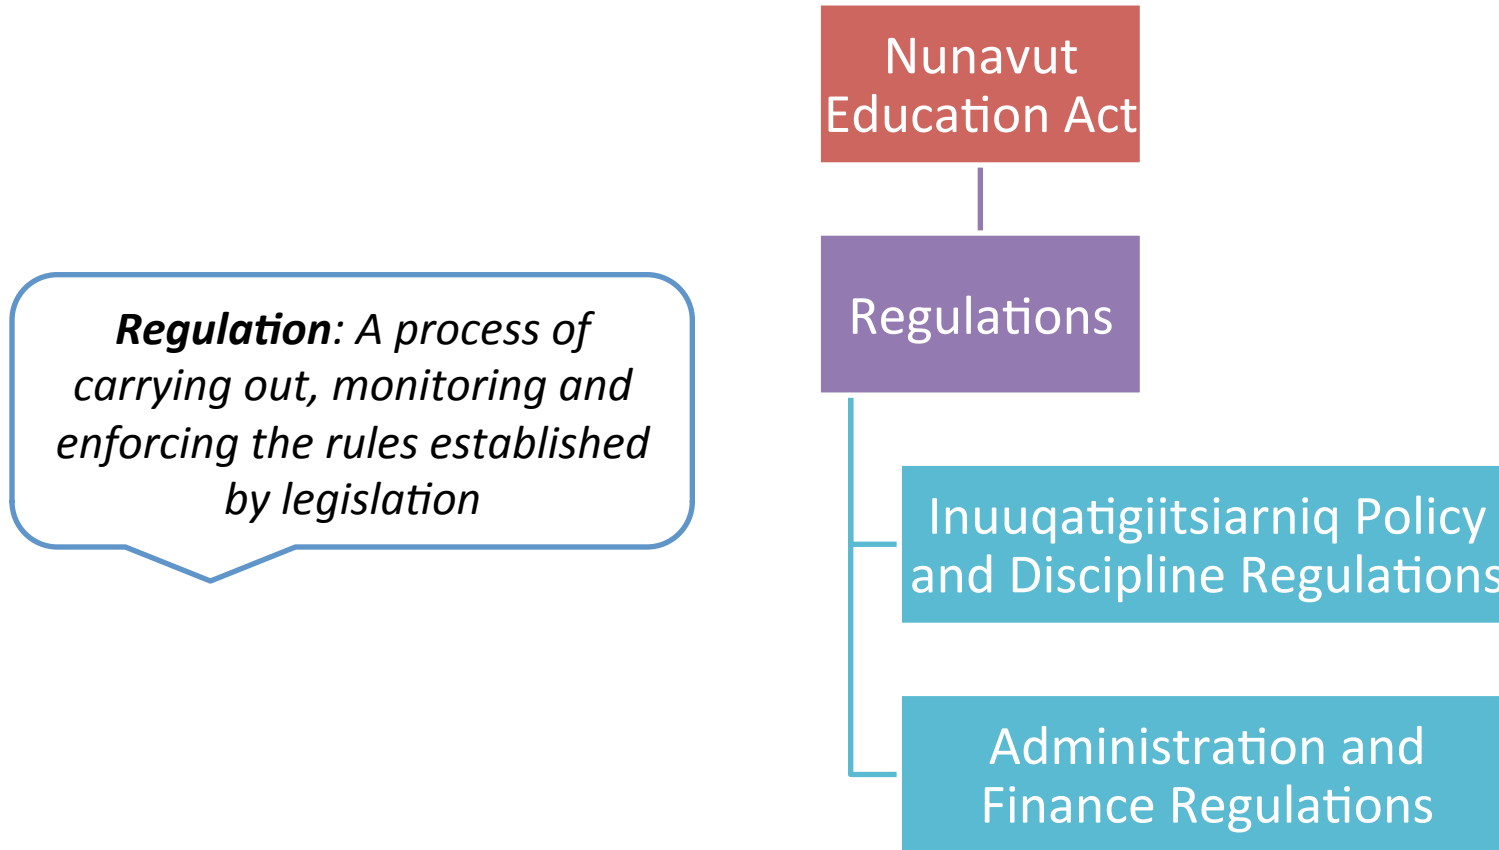 Nunavut
Education Act
Regulations
Regulation: A process of
carrying out, monitoring and
enforcing the rules established
by legislation
Inuuqatigiitsiarniq Policy
and Discipline Regulations
Administration and
Finance Regulations